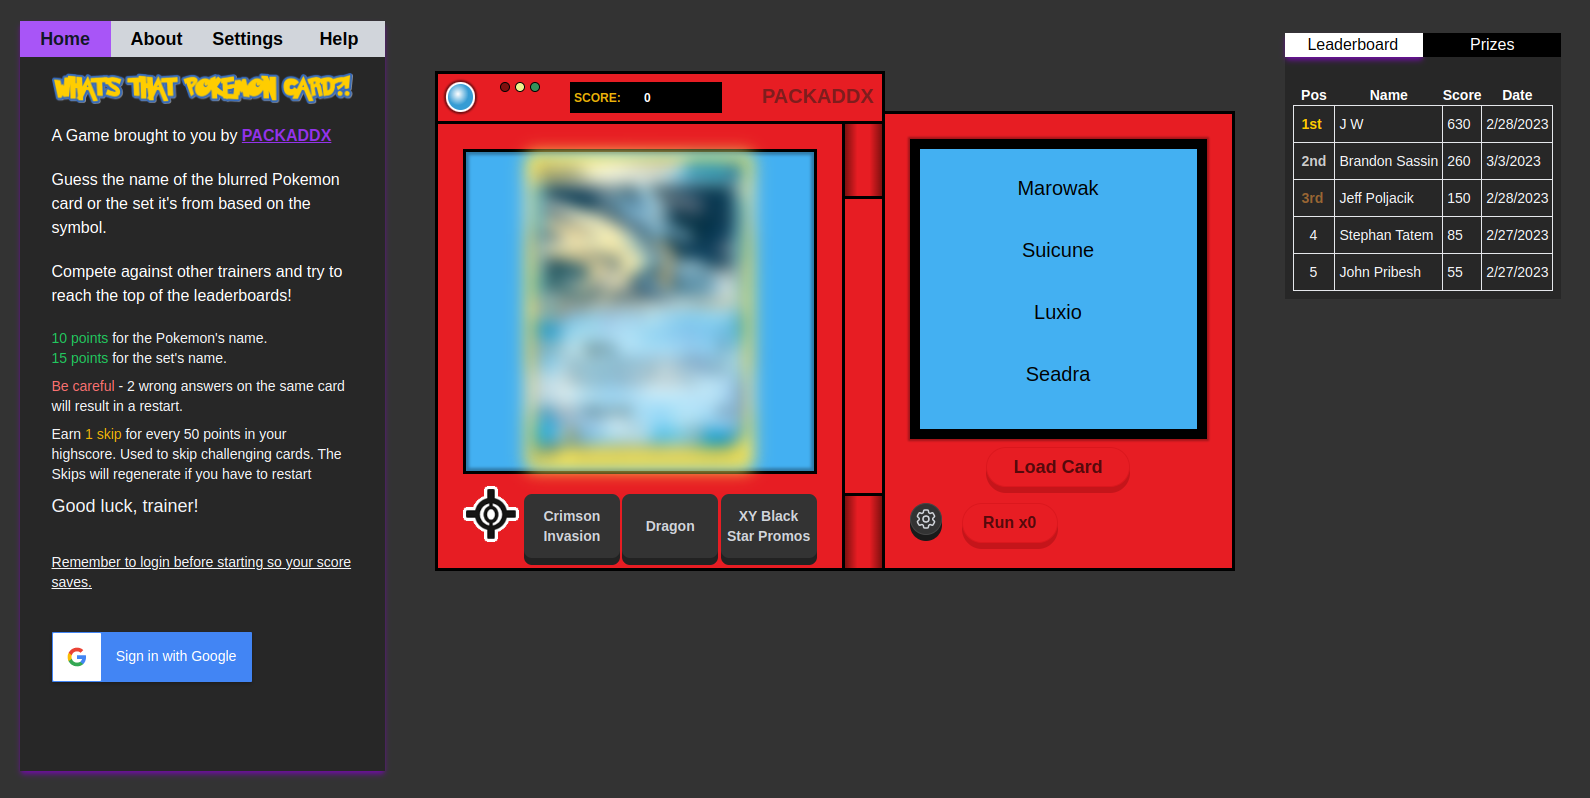 Home About Settings Help
WHATS THAT POKEMON CARD?!
A Game brought to you by PACKADDX
Guess the name of the blurred Pokemon
card or the set it's from based on the
symbol.
Compete against other trainers and try to
reach the top of the leaderboards!
10 points for the Pokemon's name.
15 points for the set's name.
Be careful - 2 wrong answers on the same card
will result in a restart.
Earn 1 skip for every 50 points in your
highscore. Used to skip challenging cards. The
Skips will regenerate if you have to restart
Good luck, trainer!
Remember to login before starting so your score
saves.
Sign in with Google
SCORE: 0
PACKADDX
Crimson
Invasion
Dragon
XY Black
Star Promos
Marowak
Suicune
Luxio
Seadra
Load Card
Run x0
Leaderboard Prizes
Pos Name Score Date
1st J W 630 2/28/2023
2nd Brandon Sassin 260 3/3/2023
3rd Jeff Poljacik 150 2/28/2023
4 Stephan Tatem 85 2/27/2023
5 John Pribesh 55 2/27/2023